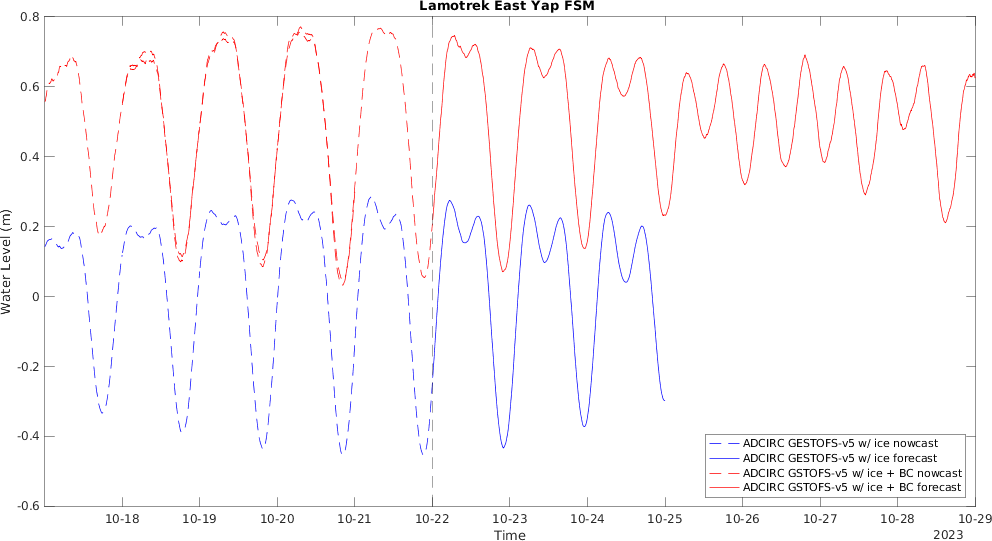 Lamotrek East Yap FSM
0.8
0.6
0.4
0.2
0
-0.2
-0.4
-0.6
Water Level (m)
ADCIRC GESTOFS-v5 w/ ice nowcast
ADCIRC GESTOFS-v5 w/ ice forecast
ADCIRC GSTOFS-v5 w/ ice + BC nowcast
ADCIRC GSTOFS-v5 w/ ice + BC forecast
10-18 10-19 10-20 10-21 10-22 10-23 10-24 10-25 10-26 10-27 10-28 10-29
Time
2023